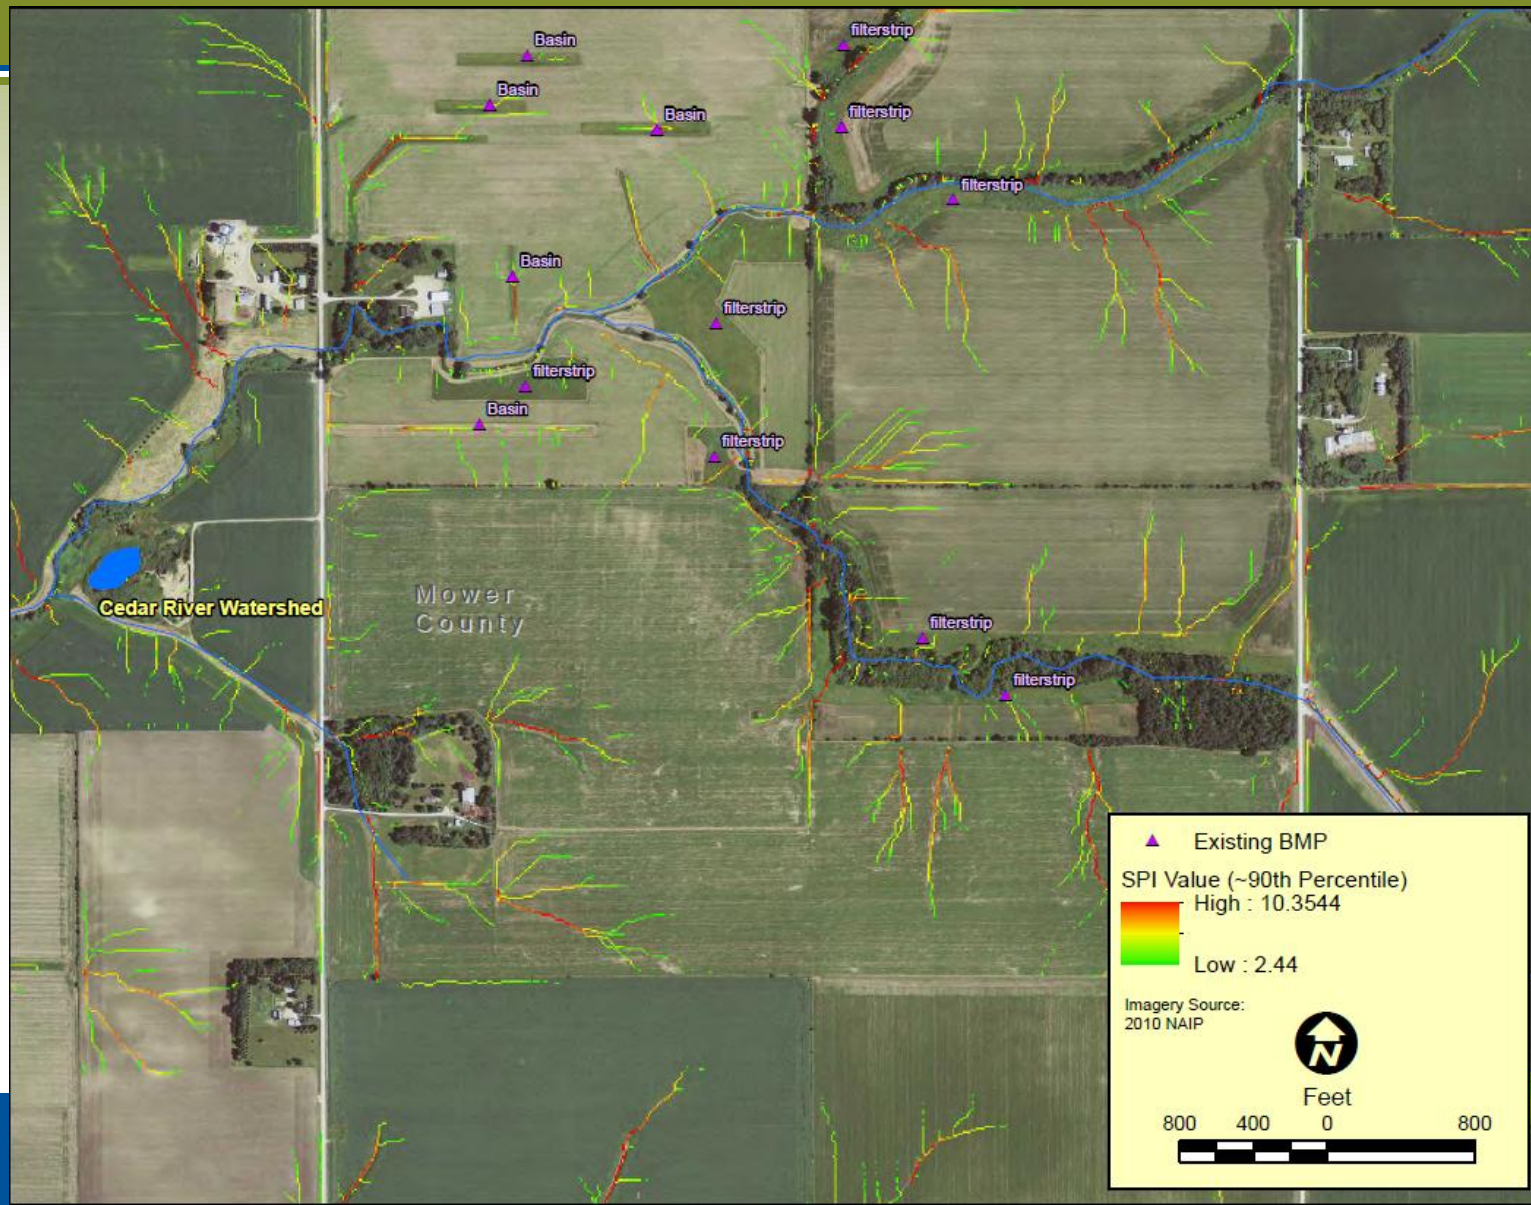 filterstrip
Basin
Basin
Basin
filterstrip
filterstrip
Basin
filterstrip
filterstrip
Basin
filterstrip
Cedar River Watershed
Mower
County
filterstrip
filterstrip
Existing BMP
SPI Value (~90th Percentile)
High : 10.3544
Low : 2.44
Imagery Source:
2010 NAIP
N
Feet
800 400 0 800